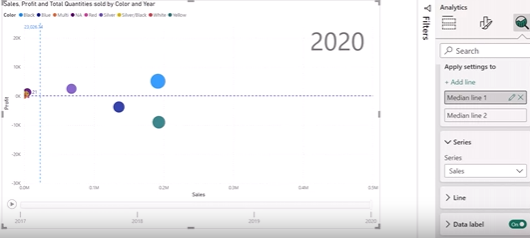 Sales, Profit and Total Quantities sold by Color and Year
Color Black Blue Multi NA Red Silver Silver/Black White Yellow
2020
20K
10K
0K
-10K
-20K
-30K
Profit
0.0M 0.1M 0.2M 0.3M 0.4M 0.5M
Sales
2017 2018 2019 2020
Filters
Analytics
Search
Apply settings to
+ Add line
Median line 1
Median line 2
Series
Series
Sales
Line
Data label
On